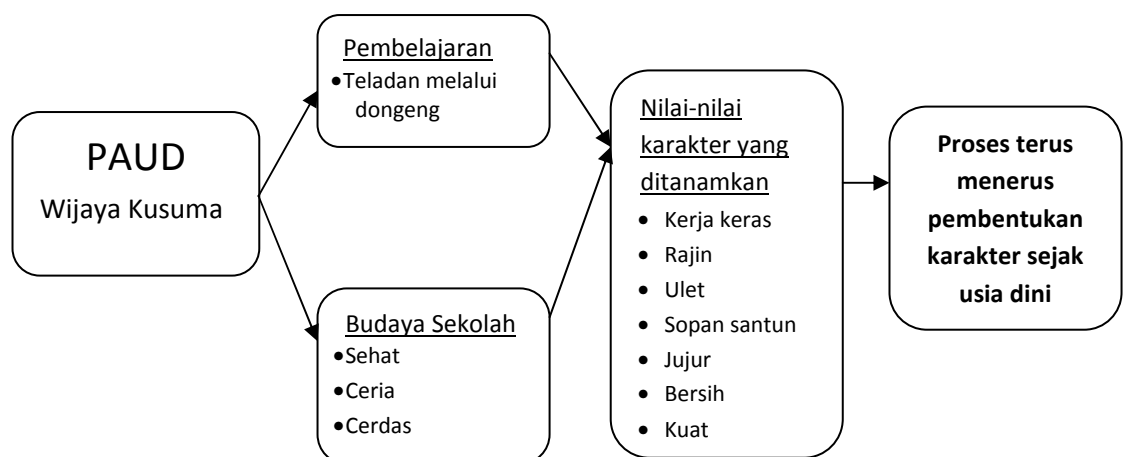 PAUD
Wijaya Kusuma
Pembelajaran
•Teladan melalui
dongeng
Budaya Sekolah
•Sehat
•Ceria
•Cerdas
Nilai-nilai
karakter yang
ditanamkan
• Kerja keras
• Rajin
• Ulet
• Sopan santun
• Jujur
• Bersih
• Kuat
Proses terus
menerus
pembentukan
karakter sejak
usia dini